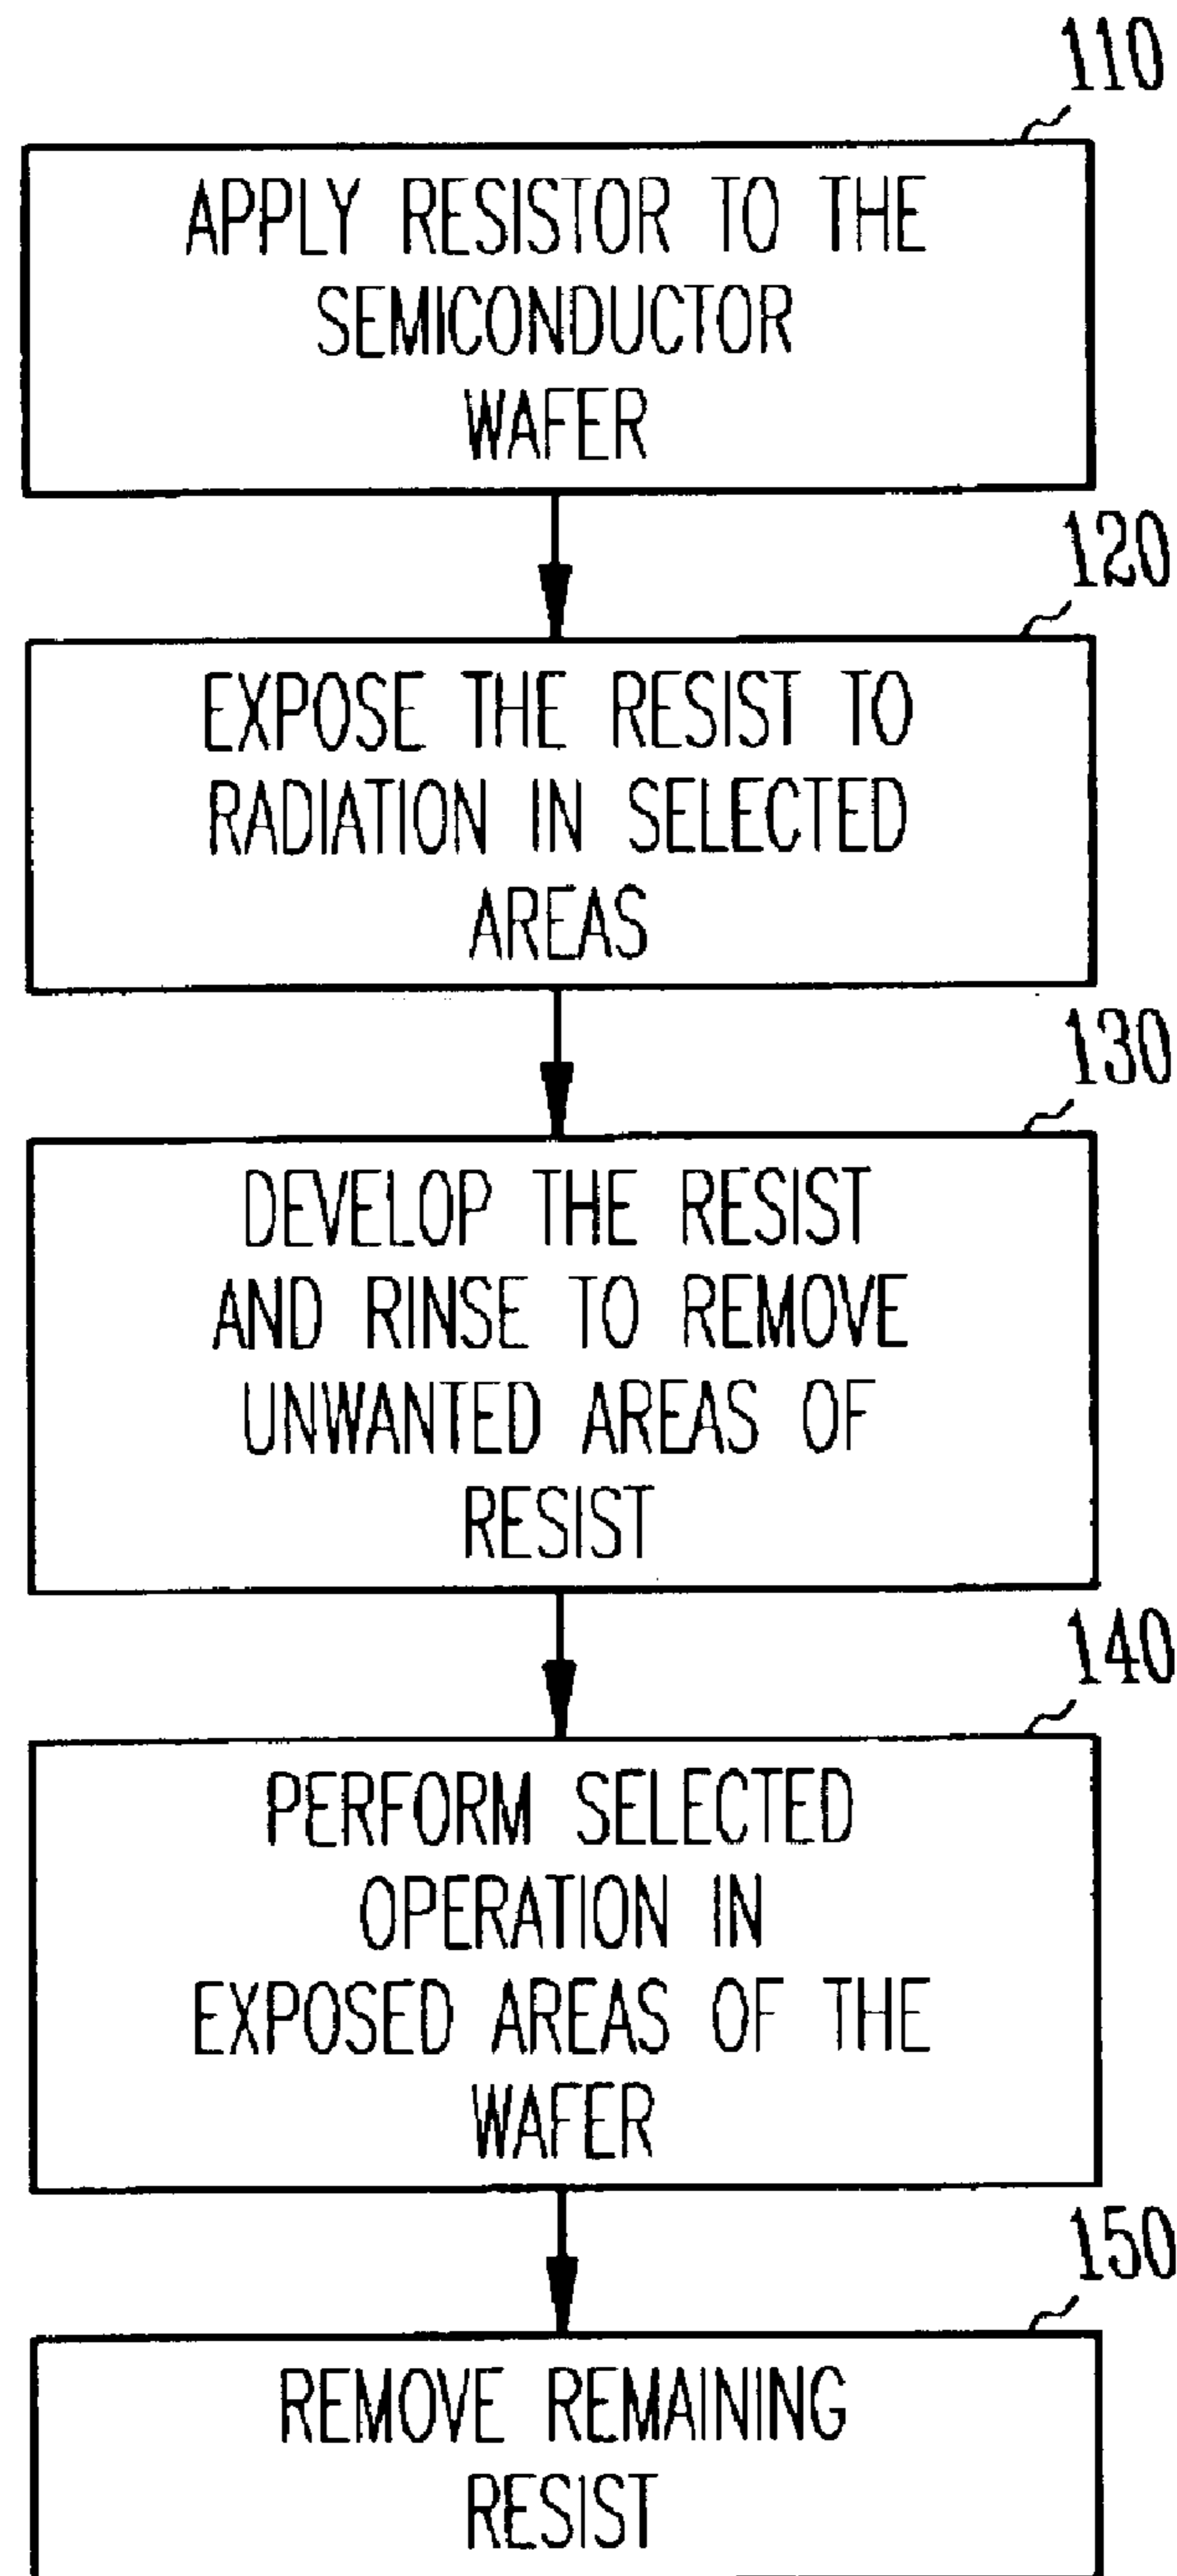 110
APPLY RESISTOR TO THE
SEMICONDUCTOR
WAFER
120
EXPOSE THE RESIST TO
RADIATION IN SELECTED
AREAS
130
DEVELOP THE RESIST
AND RINSE TO REMOVE
UNWANTED AREAS OF
RESIST
140
PERFORM SELECTED
OPERATION IN
EXPOSED AREAS OF THE
WAFER
150
REMOVE REMAINING
RESIST